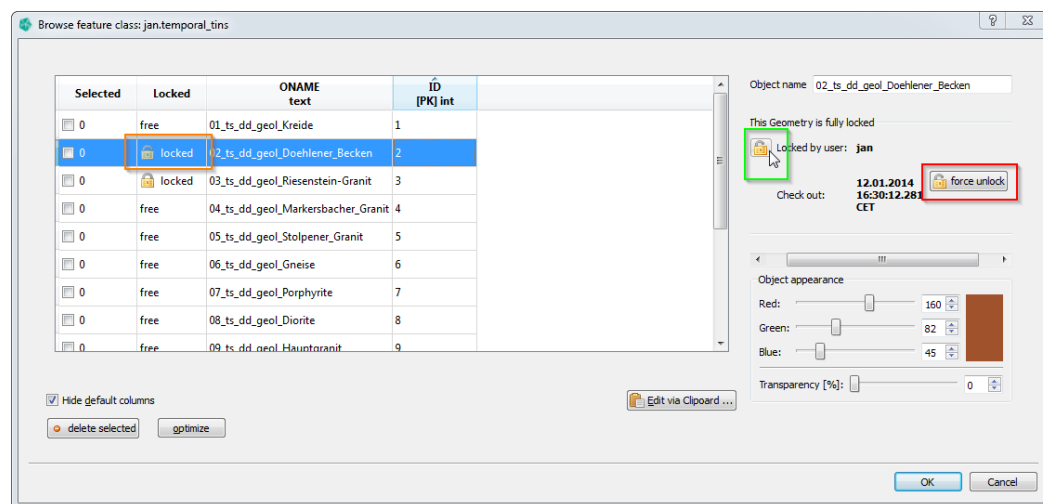 Browse feature class: jan.temporal_tins
Selected Locked ONAME text ID [PK] int
0 free 01_ts_dd_geol_Kreide 1
0 locked 02_ts_dd_geol_Doehlener_Becken 2
0 locked 03_ts_dd_geol_Riesenstein-Granit 3
0 free 04_ts_dd_geol_Markersbacher_Granit 4
0 free 05_ts_dd_geol_Stolpener_Granit 5
0 free 06_ts_dd_geol_Gneise 6
0 free 07_ts_dd_geol_Porphyrite 7
0 free 08_ts_dd_geol_Diorite 8
0 free 09_ts_dd_geol_Hauptgranit 9
Hide default columns
Edit via Clipoard ...
delete selected optimize
Object name 02_ts_dd_geol_Doehlener_Becken
This Geometry is fully locked
Locked by user: jan
Check out: 12.01.2014
16:30:12.281
CET
force unlock
Object appearance
Red: 160
Green: 82
Blue: 45
Transparency [%]: 0
OK Cancel